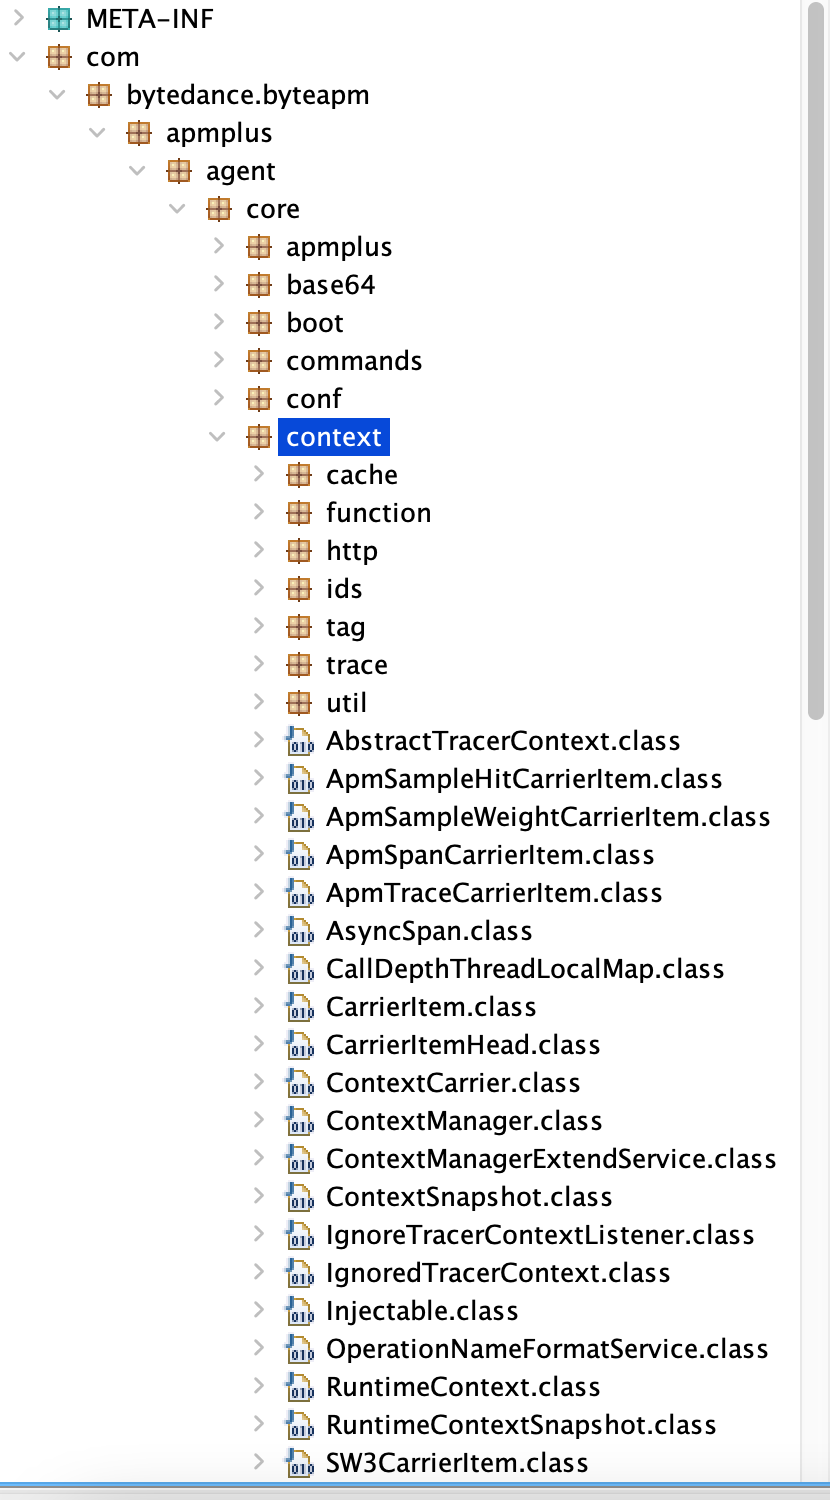 META-INF
com
bytedance.byteapm
apmplus
agent
core
apmplus
base64
boot
commands
conf
context
cache
function
http
ids
tag
trace
util
AbstractTracerContext.class
ApmSampleHitCarrierItem.class
ApmSampleWeightCarrierItem.class
ApmSpanCarrierItem.class
ApmTraceCarrierItem.class
AsyncSpan.class
CallDepthThreadLocalMap.class
CarrierItem.class
CarrierItemHead.class
ContextCarrier.class
ContextManager.class
ContextManagerExtendService.class
ContextSnapshot.class
IgnoreTracerContextListener.class
IgnoredTracerContext.class
Injectable.class
OperationNameFormatService.class
RuntimeContext.class
RuntimeContextSnapshot.class
SW3CarrierItem.class